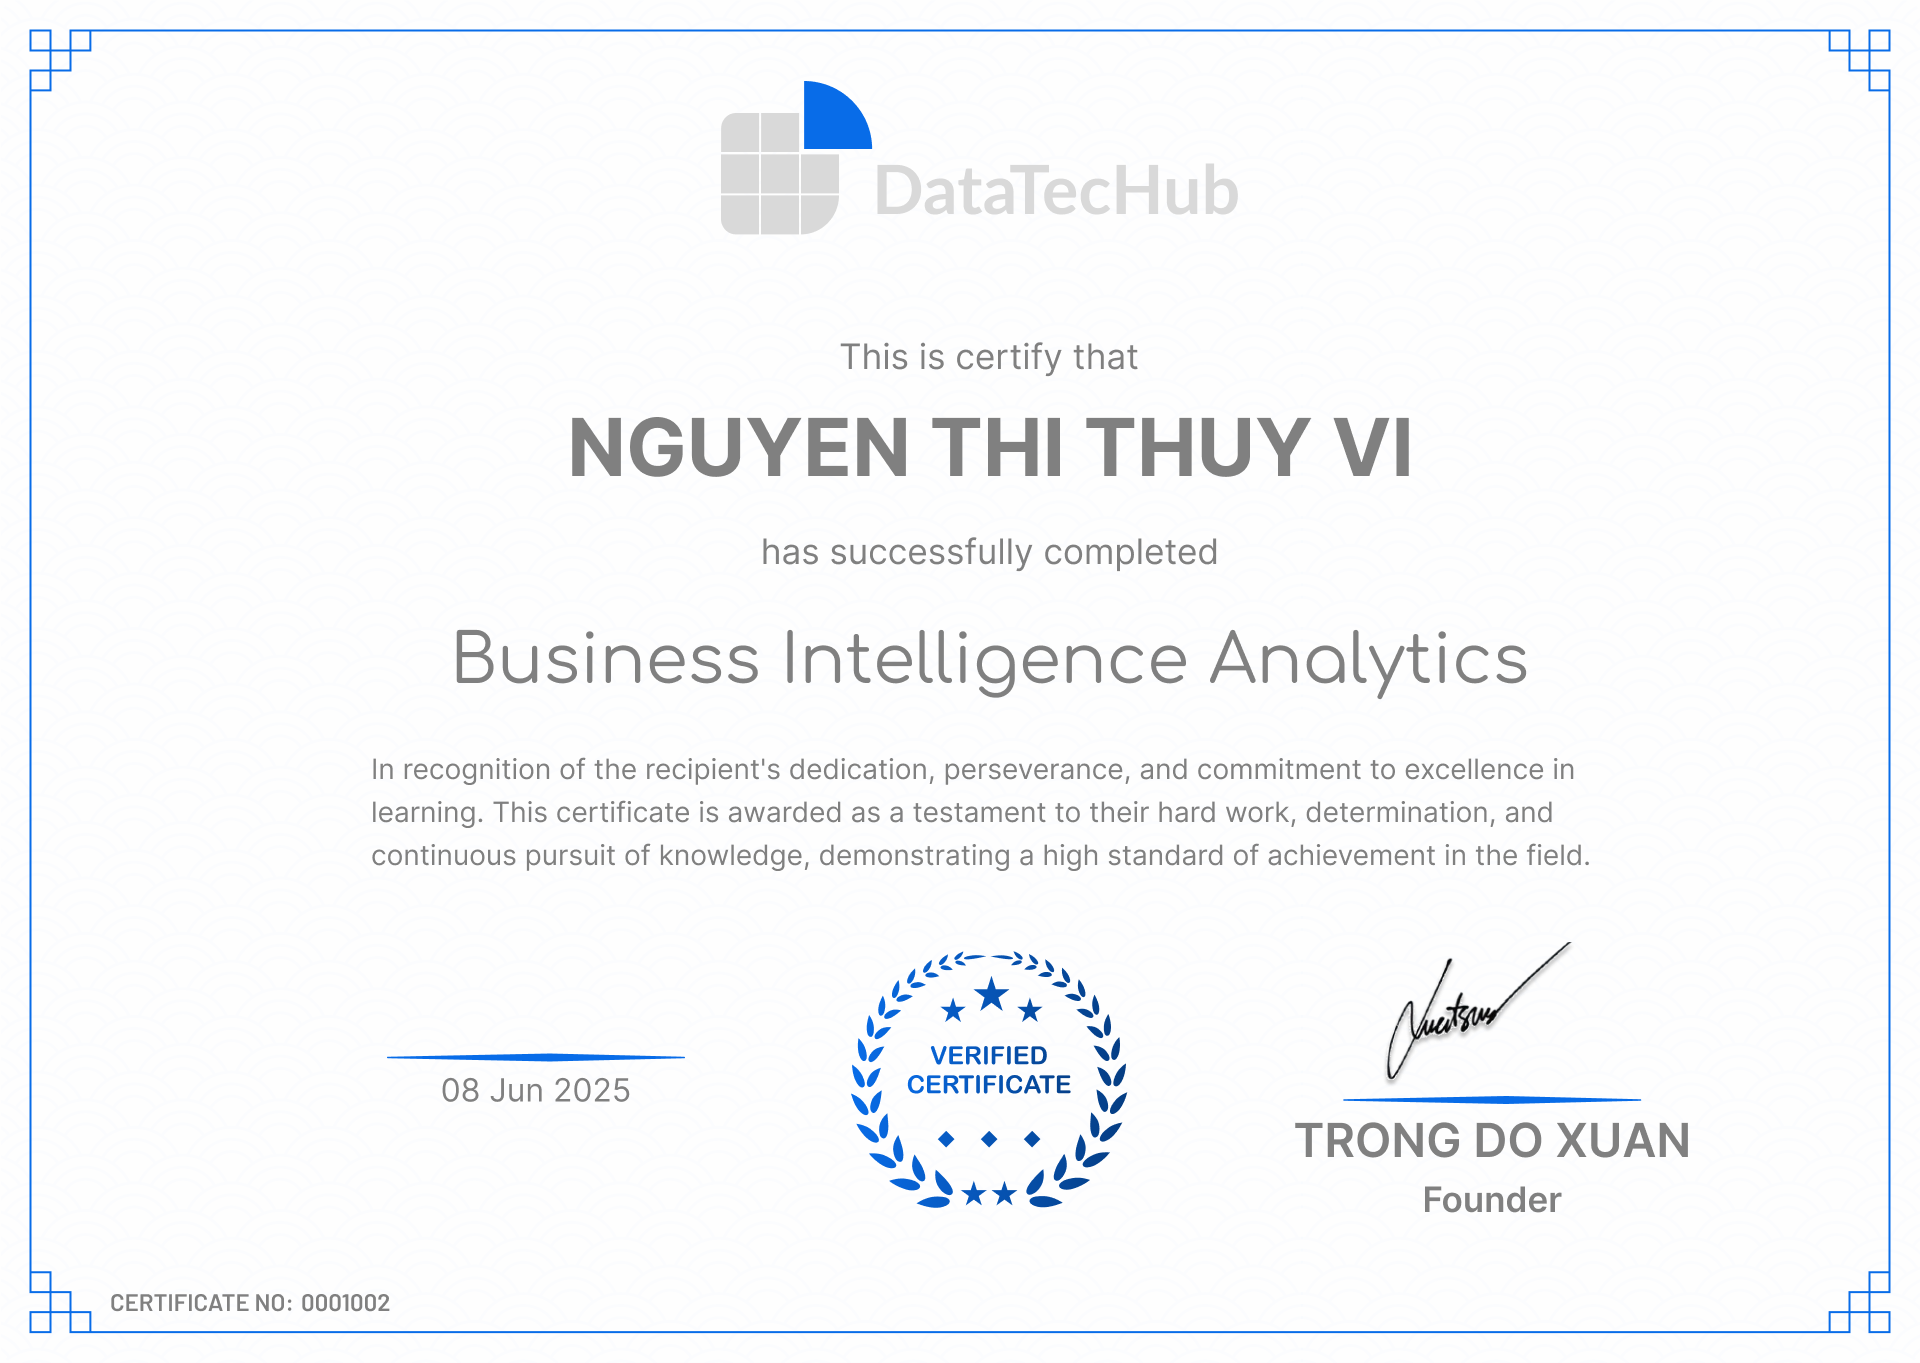 DataTecHub
This is certify that
NGUYEN THI THUY VI
has successfully completed
Business Intelligence Analytics
In recognition of the recipient's dedication, perseverance, and commitment to excellence in
learning. This certificate is awarded as a testament to their hard work, determination, and
continuous pursuit of knowledge, demonstrating a high standard of achievement in the field.
08 Jun 2025
VERIFIED
CERTIFICATE
TRONG DO XUAN
Founder
CERTIFICATE NO: 0001002